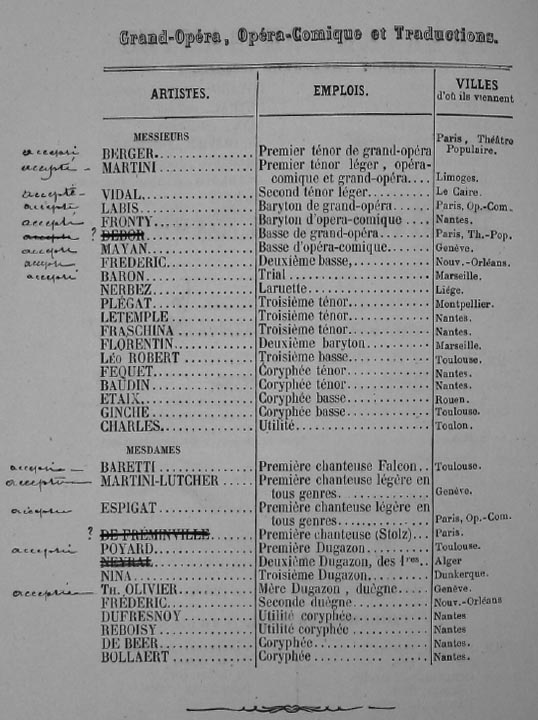 Grand-Opéra, Opéra-Comique et Traductions.
ARTISTES. EMPLOIS. VILLES
d'où ils viennent
MESSIEURS
accepté BERGER. Premier ténor de grand-opéra Paris, Théâtre Populaire.
accepté MARTINI Premier ténor léger, opéra-
comique et grand-opéra.... Limoges.
accepté VIDAL. Second ténor léger. Le Caire.
accepté LABIS. Baryton de grand-opéra. Paris, Op.-Com.
accepté FRONTY Baryton d'opera-comique Nantes.
accepté ? DEBOR Basse de grand-opéra. Paris, Th.-Pop.
accepté MAYAN. Basse d'opéra-comique. Genève.
accepté FREDERIC. Deuxième basse, Nouv.-Orléans.
accepté BARON. Trial Marseille.
NERBEZ. Laruette. Liége.
PLÉGAT. Troisième ténor. Montpellier.
LETEMPLE Troisième ténor. Nantes.
FRASCHINA Troisième ténor. Nantes.
FLORENTIN. Deuxième baryton Marseille.
LÉO ROBERT Troisième basse. Toulouse.
FEQUET. Coryphée ténor. Nantes.
BAUDIN. Coryphée ténor Nantes.
ETAIX. Coryphée basse. Rouen.
GINCHE Coryphée basse. Toulouse.
CHARLES. Utilité. Toulon.
MESDAMES
acceptée BARETTI Première chanteuse Falcon.. Toulouse.
acceptée MARTINI-LUTCHER Première chanteuse légère en
tous genres. Genève.
acceptée ESPIGAT Première chanteuse légère en
tous genres. Paris, Op.-Com.
? DE FRÉMINVILLE Première chanteuse (Stolz)... Paris.
acceptée POYARD. Première Dugazon. Toulouse.
NEYRAL Deuxième Dugazon, des 1res.. Alger
NINA Troisième Dugazon. Dunkerque.
acceptée TH. OLIVIER. Mère Dugazon, duègne. Genève.
FRÉDERIC. Seconde duègne. Nouv.-Orléans
DUFRESNOY Utilité coryphée Nantes
REBOISY Utilité coryphée Nantes
DE BEER Coryphée. Nantes.
BOLLAERT Coryphée Nantes.